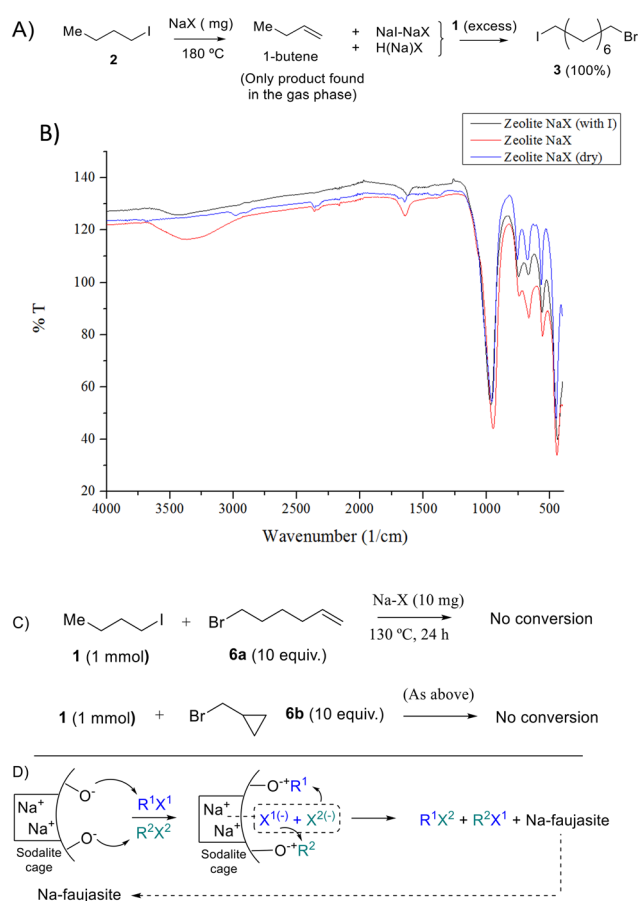 A)
Me I
2
NaX ( mg)
180 ºC
1-butene
(Only product found
in the gas phase)
+ NaI-NaX
+ H(Na)X
1 (excess)
I Br
6
3 (100%)
B)
Zeolite NaX (with I)
Zeolite NaX
Zeolite NaX (dry)
% T
140
120
100
80
60
40
20
4000 3500 3000 2500 2000 1500 1000 500
Wavenumber (1/cm)
C)
Me I + Br
Na-X (10 mg)
130 ºC, 24 h
No conversion
1 (1 mmol) 6a (10 equiv.)
1 (1 mmol) + Br 6b (10 equiv.)
(As above)
No conversion
D)
Na+
Na+
O-
O-
Sodalite
cage
R1X1
R2X2
Na+
Na+
O-+R1
X1(-) + X2(-)
O-+R2
Sodalite
cage
R1X2 + R2X1 + Na-faujasite
Na-faujasite